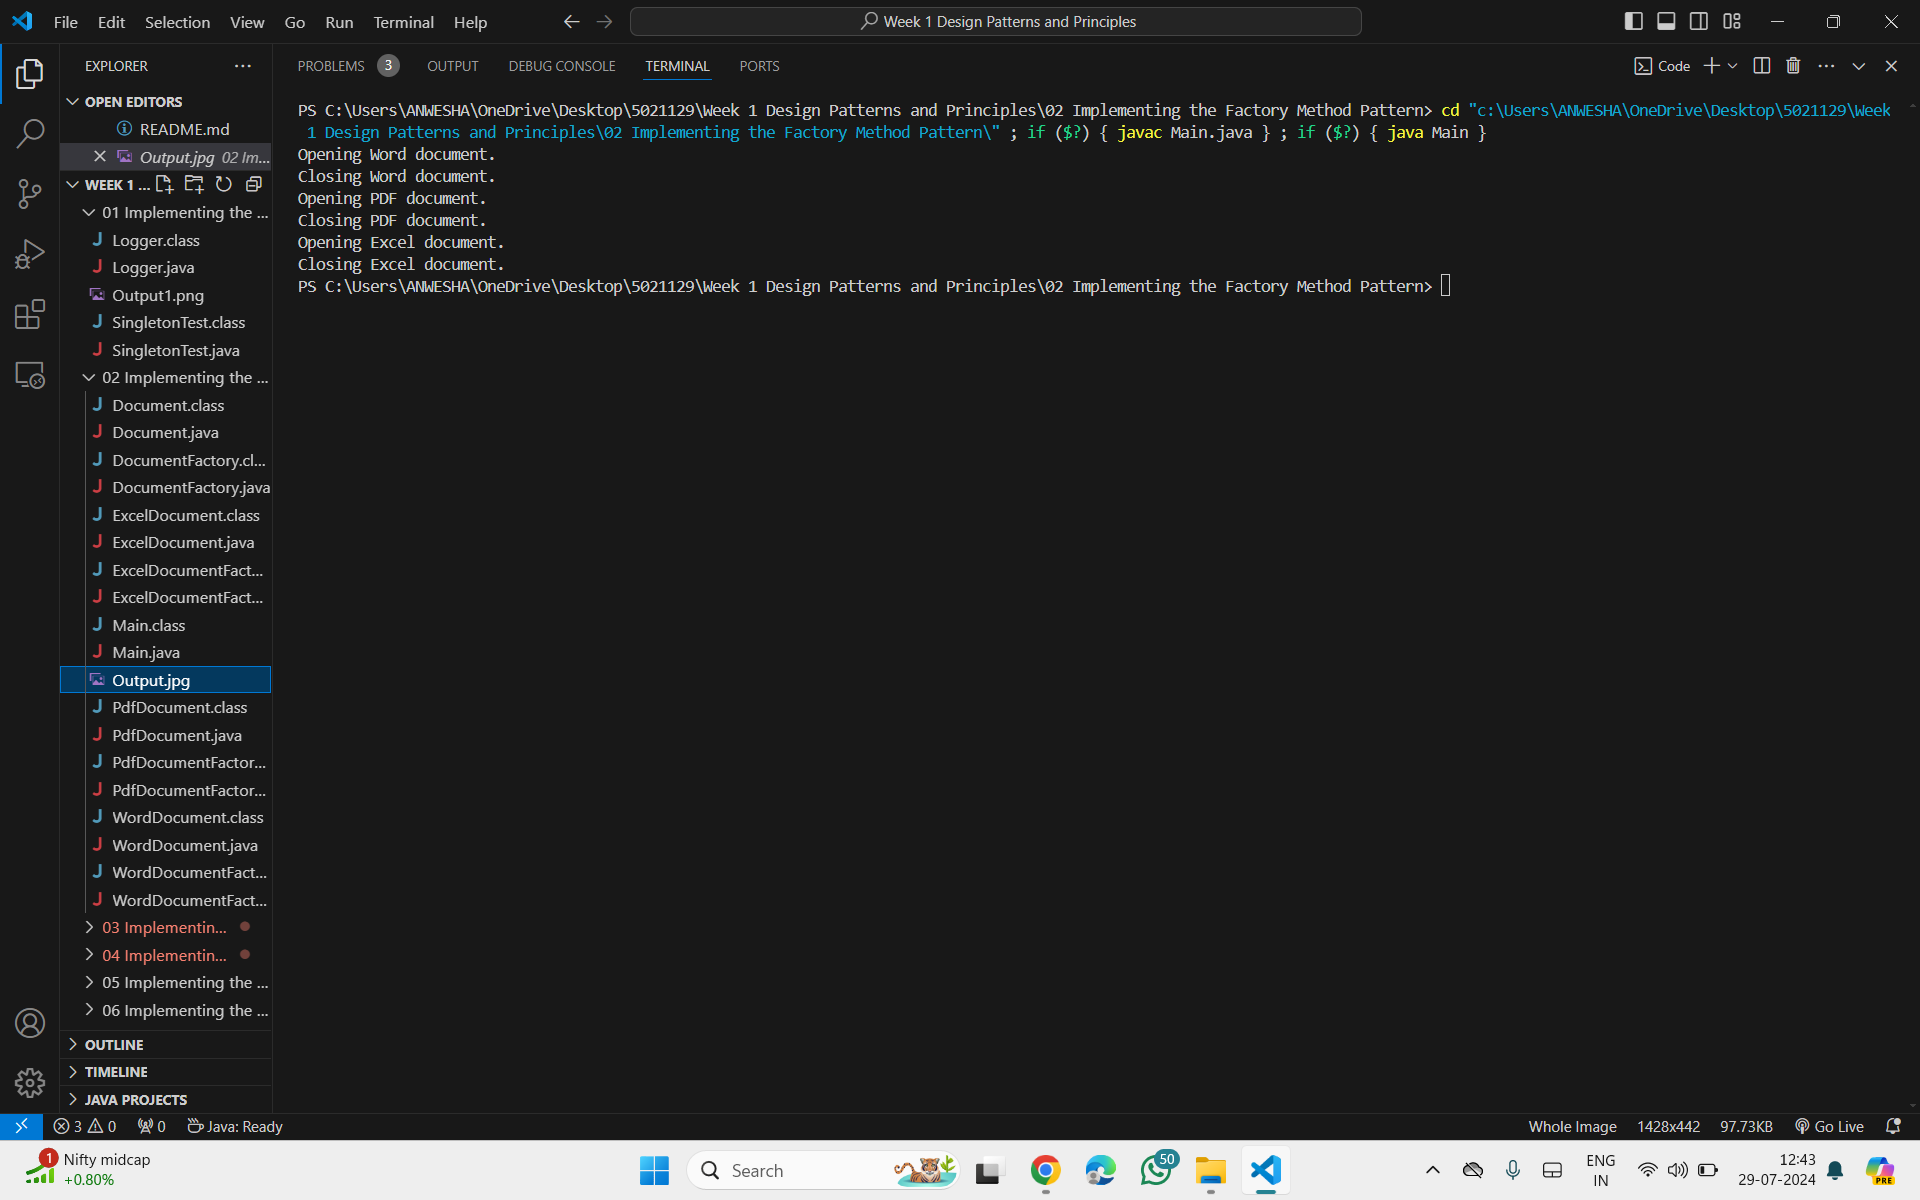 File Edit Selection View Go Run Terminal Help
Week 1 Design Patterns and Principles
EXPLORER
PROBLEMS 3 OUTPUT DEBUG CONSOLE TERMINAL PORTS
Code
OPEN EDITORS
README.md
Output.jpg 02 Im...
WEEK 1 ...
01 Implementing the ...
Logger.class
Logger.java
Output1.png
SingletonTest.class
SingletonTest.java
02 Implementing the ...
Document.class
Document.java
DocumentFactory.cl...
DocumentFactory.java
ExcelDocument.class
ExcelDocument.java
ExcelDocumentFact...
ExcelDocumentFact...
Main.class
Main.java
Output.jpg
PdfDocument.class
PdfDocument.java
PdfDocumentFactor...
PdfDocumentFactor...
WordDocument.class
WordDocument.java
WordDocumentFact...
WordDocumentFact...
03 Implementin...
04 Implementin...
05 Implementing the ...
06 Implementing the ...
OUTLINE
TIMELINE
JAVA PROJECTS
PS C:\Users\ANWESHA\OneDrive\Desktop\5021129\Week 1 Design Patterns and Principles\02 Implementing the Factory Method Pattern> cd "c:\Users\ANWESHA\OneDrive\Desktop\5021129\Week
1 Design Patterns and Principles\02 Implementing the Factory Method Pattern\" ; if ($?) { javac Main.java } ; if ($?) { java Main }
Opening Word document.
Closing Word document.
Opening PDF document.
Closing PDF document.
Opening Excel document.
Closing Excel document.
PS C:\Users\ANWESHA\OneDrive\Desktop\5021129\Week 1 Design Patterns and Principles\02 Implementing the Factory Method Pattern>
3 0 0 Java: Ready
Whole Image 1428x442 97.73KB Go Live
1 Nifty midcap
+0.80%
Search
50
ENG
IN
12:43
29-07-2024
PRE